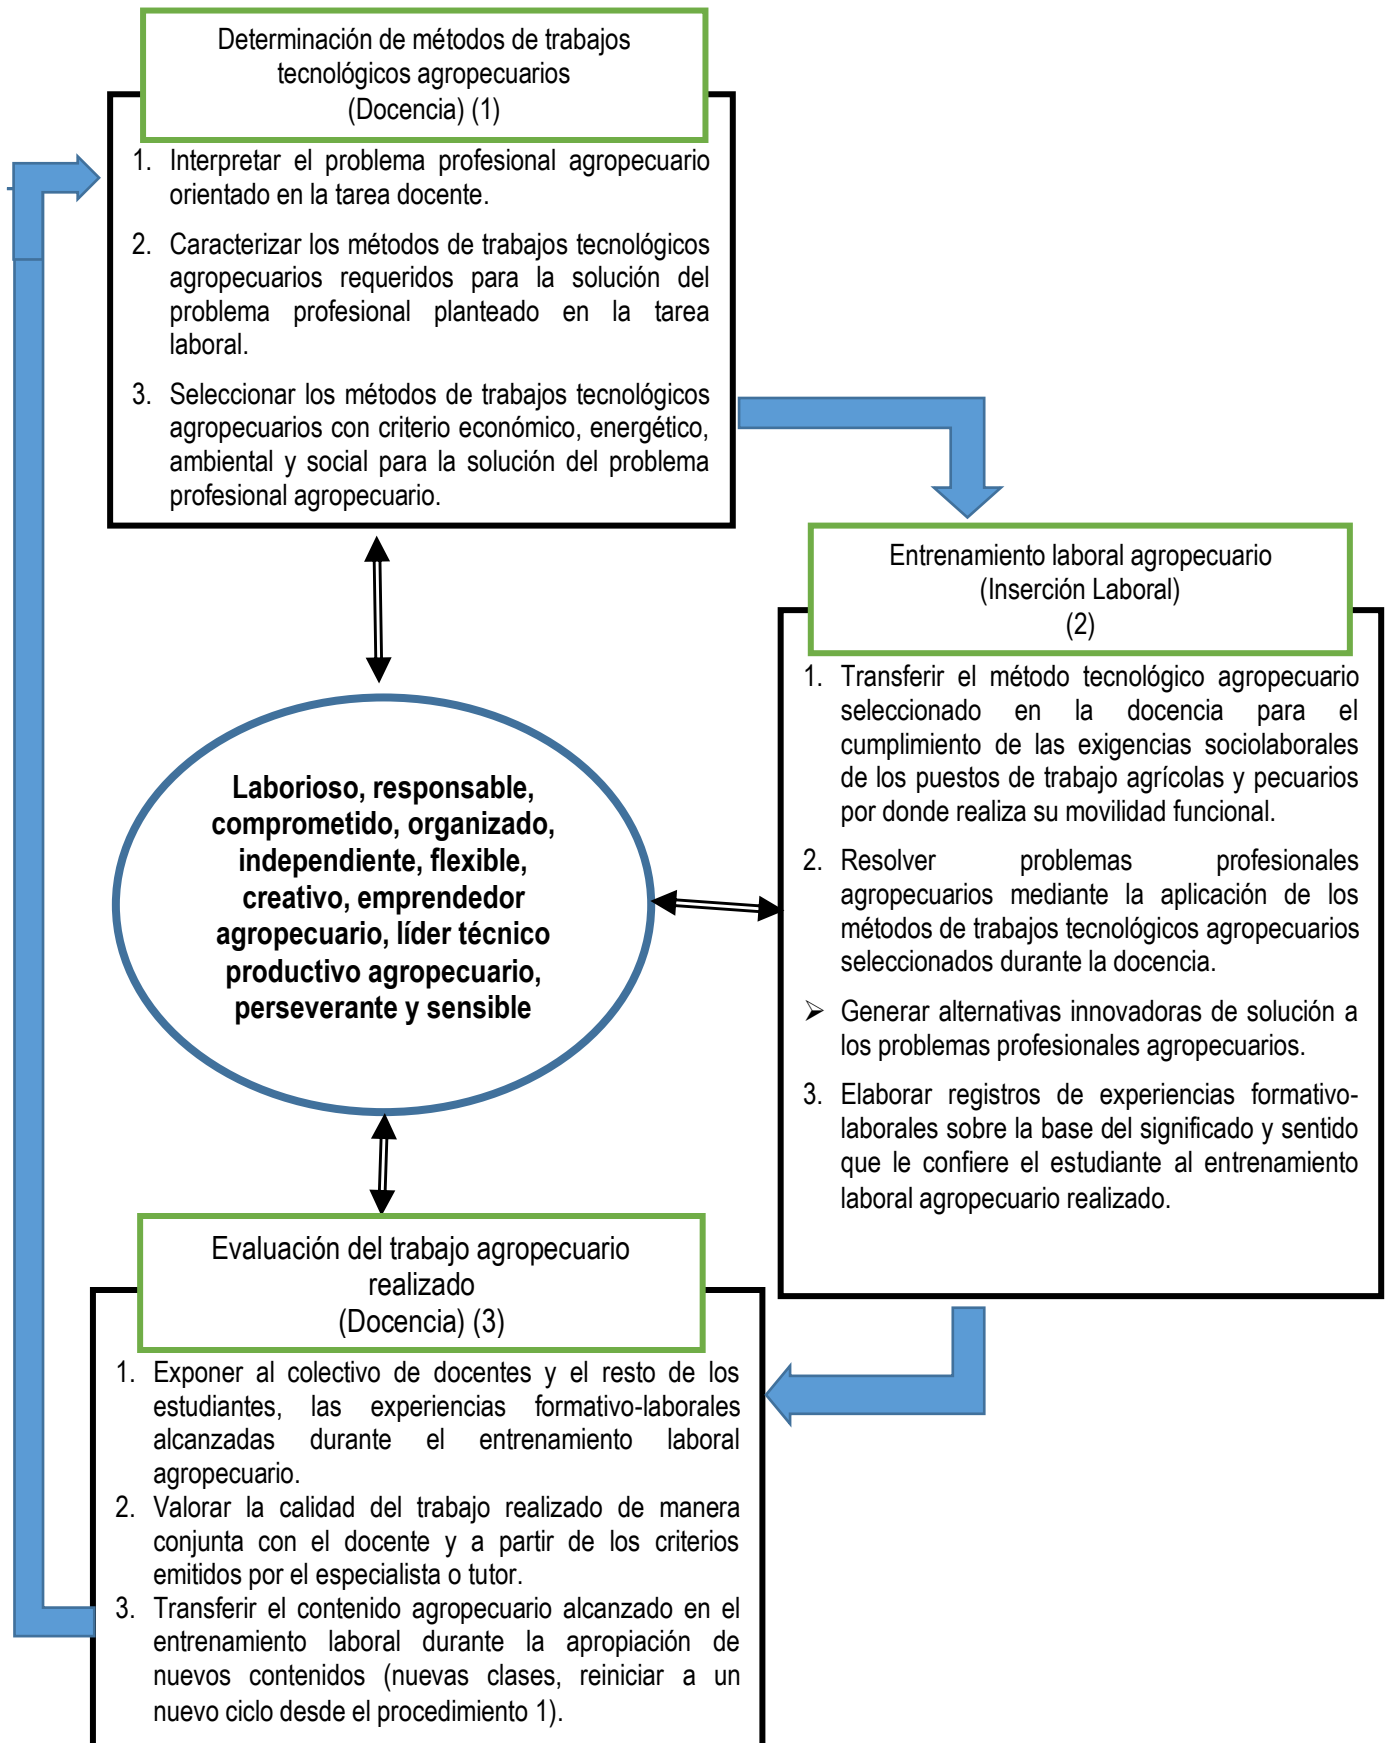 Determinación de métodos de trabajos
tecnológicos agropecuarios
(Docencia) (1)
1. Interpretar el problema profesional agropecuario
orientado en la tarea docente.
2. Caracterizar los métodos de trabajos tecnológicos
agropecuarios requeridos para la solución del
problema profesional planteado en la tarea
laboral.
3. Seleccionar los métodos de trabajos tecnológicos
agropecuarios con criterio económico, energético,
ambiental y social para la solución del problema
profesional agropecuario.
Entrenamiento laboral agropecuario
(Inserción Laboral)
(2)
1. Transferir el método tecnológico agropecuario
seleccionado en la docencia para el
cumplimiento de las exigencias sociolaborales
de los puestos de trabajo agrícolas y pecuarios
por donde realiza su movilidad funcional.
2. Resolver problemas profesionales
agropecuarios mediante la aplicación de los
métodos de trabajos tecnológicos agropecuarios
seleccionados durante la docencia.
➢ Generar alternativas innovadoras de solución a
los problemas profesionales agropecuarios.
3. Elaborar registros de experiencias formativo-
laborales sobre la base del significado y sentido
que le confiere el estudiante al entrenamiento
laboral agropecuario realizado.
Laborioso, responsable,
comprometido, organizado,
independiente, flexible,
creativo, emprendedor
agropecuario, líder técnico
productivo agropecuario,
perseverante y sensible
Evaluación del trabajo agropecuario
realizado
(Docencia) (3)
1. Exponer al colectivo de docentes y el resto de los
estudiantes, las experiencias formativo-laborales
alcanzadas durante el entrenamiento laboral
agropecuario.
2. Valorar la calidad del trabajo realizado de manera
conjunta con el docente y a partir de los criterios
emitidos por el especialista o tutor.
3. Transferir el contenido agropecuario alcanzado en el
entrenamiento laboral durante la apropiación de
nuevos contenidos (nuevas clases, reiniciar a un
nuevo ciclo desde el procedimiento 1).